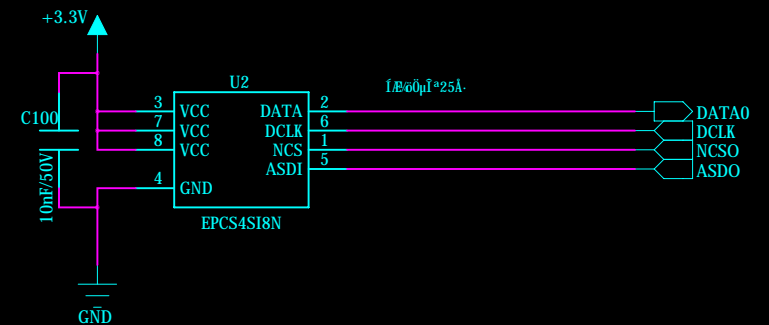 +3.3V
U2
C100
10nF/50V
3 VCC DATA 2
7 VCC DCLK 6
8 VCC NCS 1
ASDI 5
4 GND
EPCS4SI8N
DATA0
DCLK
NCSO
ASDO
GND